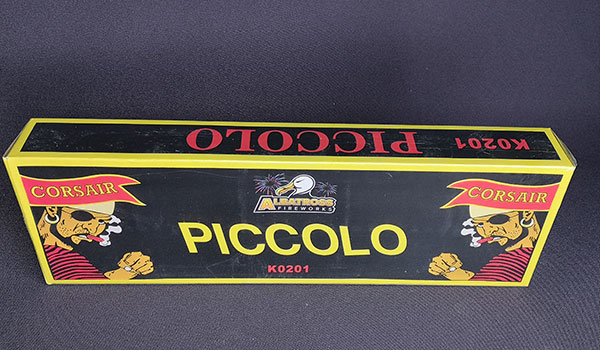 PICCOLO K0201
CORSAIR
ALBATROSS
FIREWORKS
CORSAIR
PICCOLO
K0201